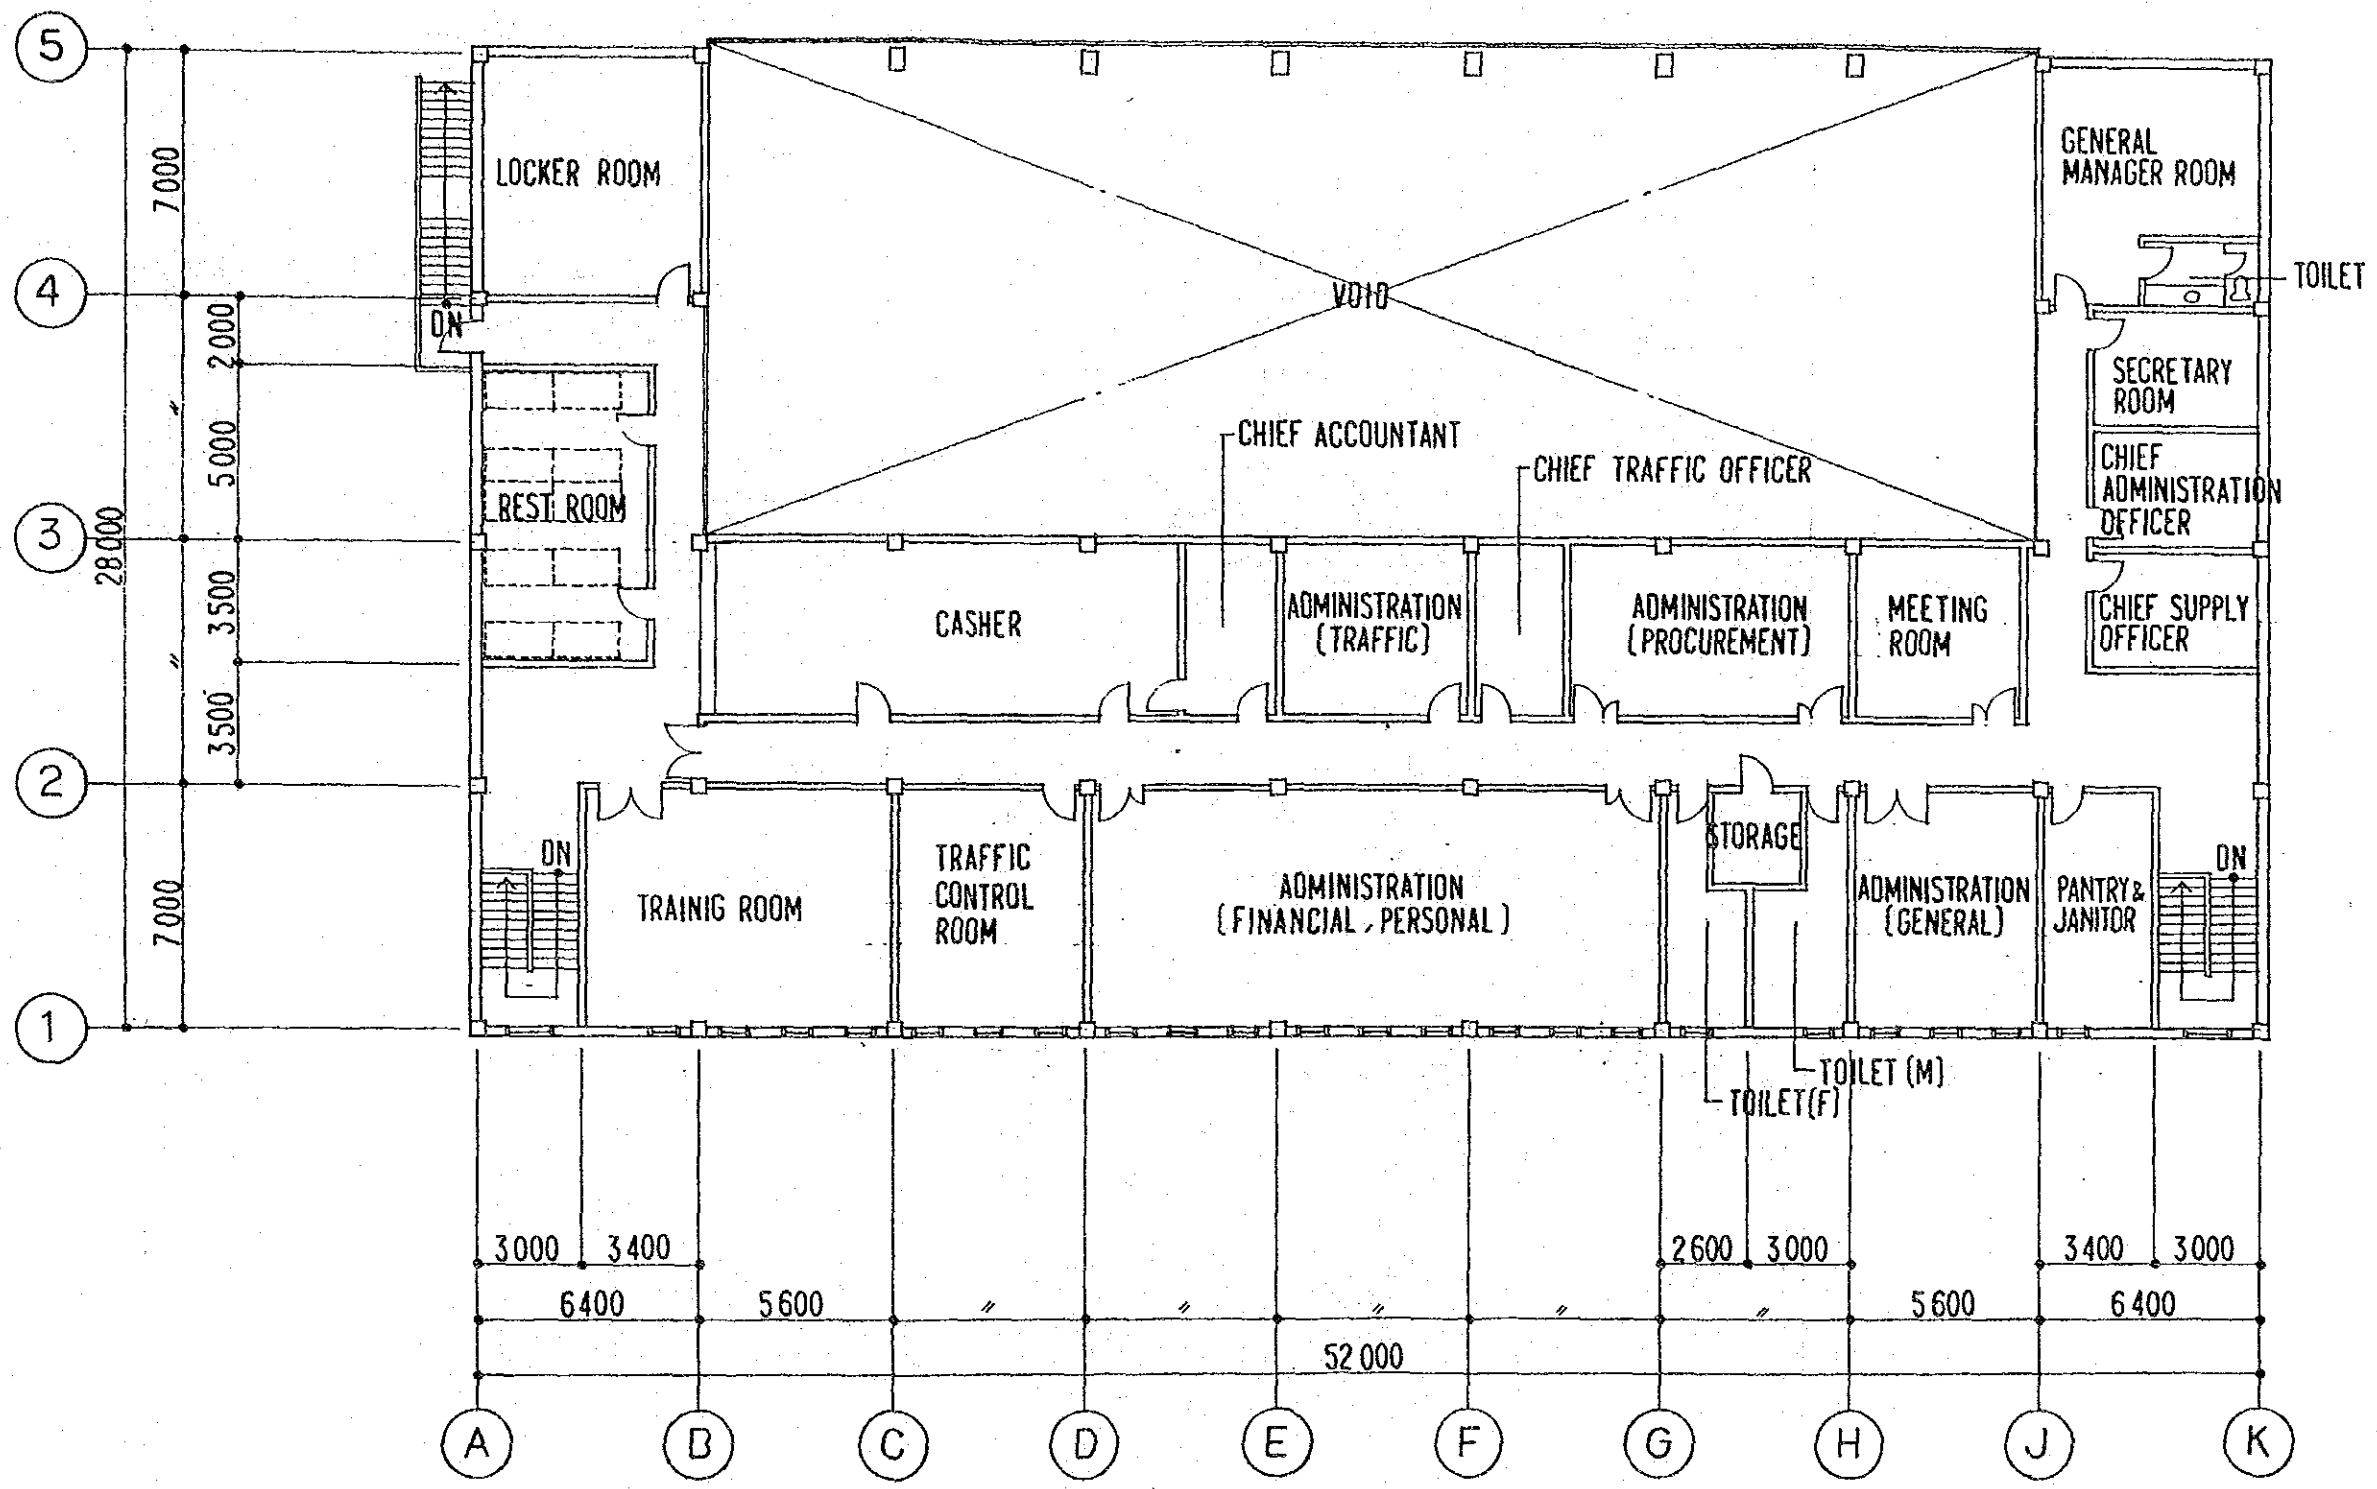 5
4
3
2
1
7000
2000
〃
5000
28000
3500
〃
3500
7000
LOCKER ROOM
DN
REST ROOM
VOID
GENERAL
MANAGER ROOM
TOILET
SECRETARY
ROOM
CHIEF
ADMINISTRATION
OFFICER
CHIEF SUPPLY
OFFICER
CHIEF ACCOUNTANT
CHIEF TRAFFIC OFFICER
CASHER
ADMINISTRATION
(TRAFFIC)
ADMINISTRATION
(PROCUREMENT)
MEETING
ROOM
DN
TRAINIG ROOM
TRAFFIC
CONTROL
ROOM
ADMINISTRATION
(FINANCIAL, PERSONAL)
STORAGE
ADMINISTRATION
(GENERAL)
PANTRY&
JANITOR
DN
TOILET (M)
TOILET(F)
3000 3400 2600 3000 3400 3000
6400 5600 〃 〃 〃 〃 〃 5600 6400
52000
A B C D E F G H J K